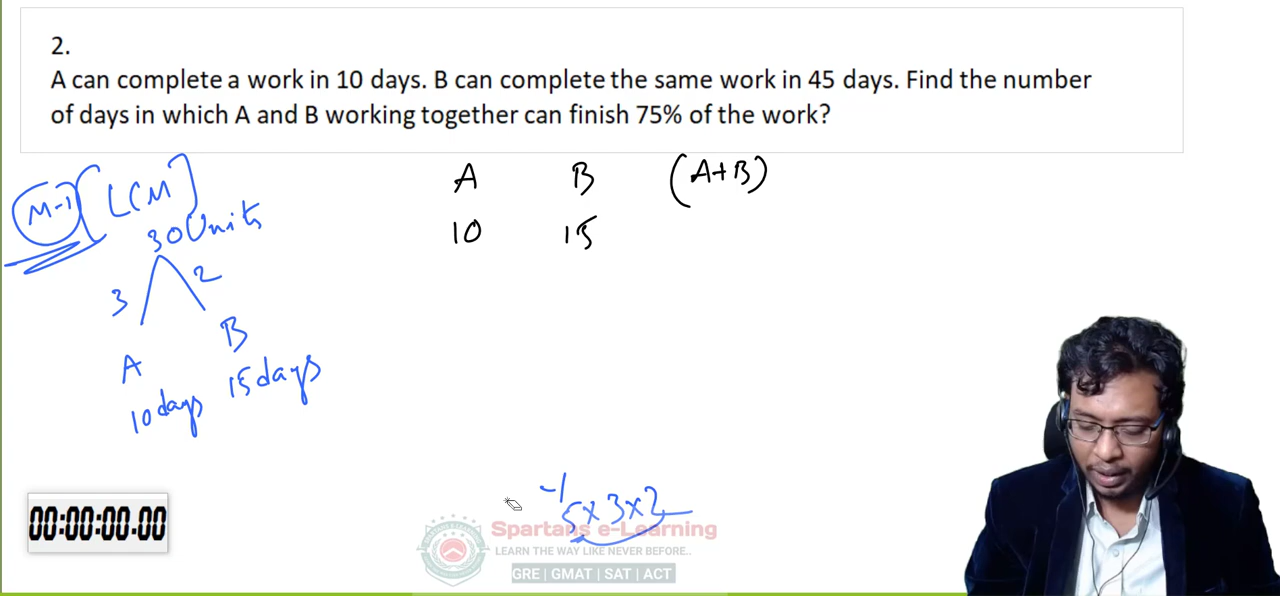 2.
A can complete a work in 10 days. B can complete the same work in 45 days. Find the number
of days in which A and B working together can finish 75% of the work?
A B (A+B)
10 15
M-1 [LCM]
30 Units
3 2
A B
10 days 15 days
5x3x2
00:00:00.00
Spartans e-Learning
LEARN THE WAY LIKE NEVER BEFORE..
GRE | GMAT | SAT | ACT